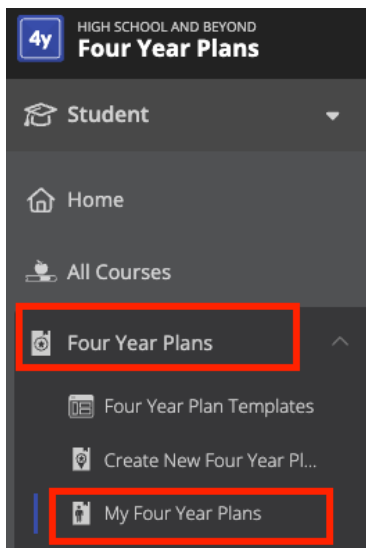 4y
HIGH SCHOOL AND BEYOND
Four Year Plans
Student
Home
All Courses
Four Year Plans
Four Year Plan Templates
Create New Four Year Pl...
My Four Year Plans